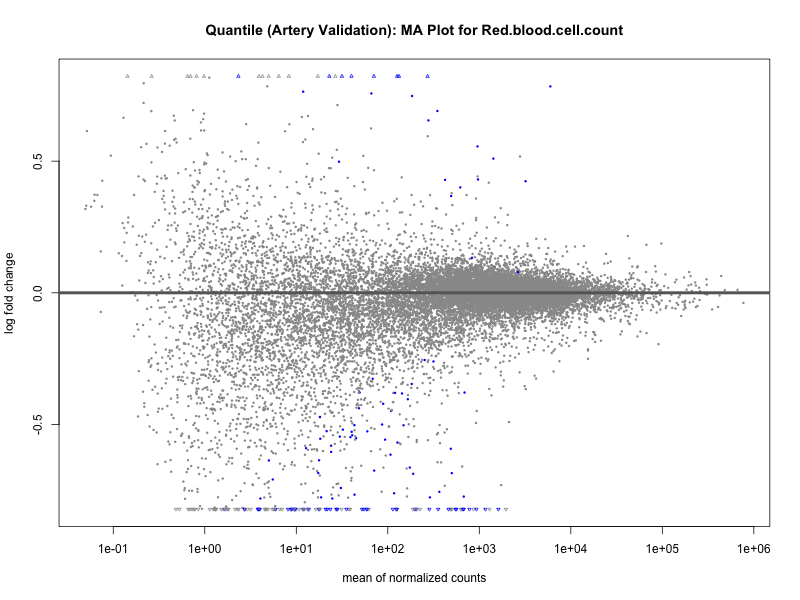 Quantile (Artery Validation): MA Plot for Red.blood.cell.count
log fold change
0.5
0.0
-0.5
1e-01 1e+00 1e+01 1e+02 1e+03 1e+04 1e+05 1e+06
mean of normalized counts